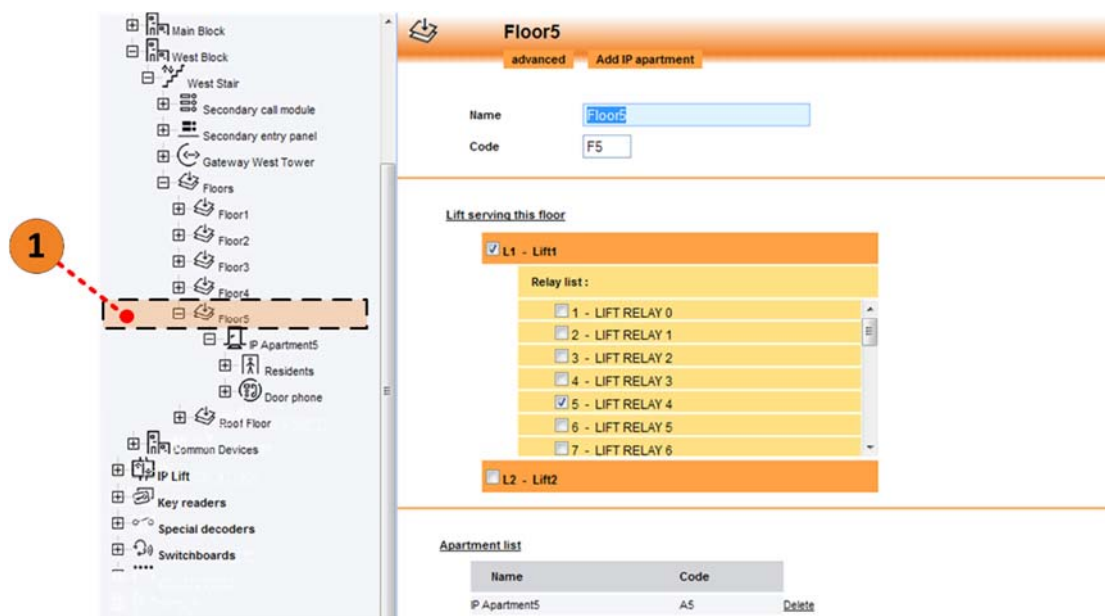 Main Block
West Block
West Stair
Secondary call module
Secondary entry panel
Gateway West Tower
Floors
Floor1
Floor2
Floor3
Floor4
Floor5
IP Apartment5
Residents
Door phone
Roof Floor
Common Devices
IP Lift
Key readers
Special decoders
Switchboards
1
Floor5
advanced Add IP apartment
Name Floor5
Code F5
Lift serving this floor
L1 - Lift1
Relay list :
1 - LIFT RELAY 0
2 - LIFT RELAY 1
3 - LIFT RELAY 2
4 - LIFT RELAY 3
5 - LIFT RELAY 4
6 - LIFT RELAY 5
7 - LIFT RELAY 6
L2 - Lift2
Apartment list
Name Code
IP Apartment5 A5 Delete